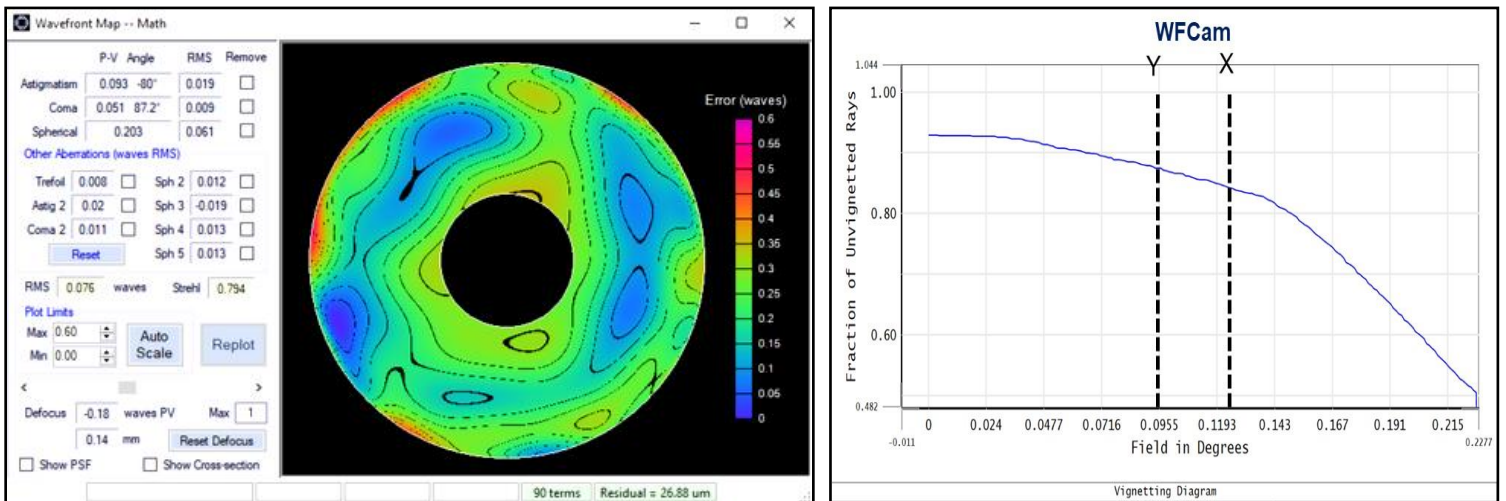 Wavefront Map -- Math
P-V Angle RMS Remove
Astigmatism 0.093 -80° 0.019
Coma 0.051 87.2° 0.009
Spherical 0.203 0.061
Other Aberrations (waves RMS)
Trefoil 0.008 Sph 2 0.012
Astig 2 0.02 Sph 3 -0.019
Coma 2 0.011 Sph 4 0.013
Reset Sph 5 0.013
RMS 0.076 waves Strehl 0.794
Plot Limits
Max 0.60
Min 0.00
Auto
Scale
Replot
< >
Defocus -0.18 waves PV Max 1
0.14 mm Reset Defocus
Show PSF Show Cross-section
90 terms Residual = 26.88 um
Error (waves)
0.6
0.55
0.5
0.45
0.4
0.35
0.3
0.25
0.2
0.15
0.1
0.05
0
WFCam
Y X
1.044
1.00
0.80
0.60
0.482
Fraction of Unvignetted Rays
0 0.024 0.0477 0.0716 0.0955 0.1193 0.143 0.167 0.191 0.215
-0.011 0.2277
Field in Degrees
Vignetting Diagram